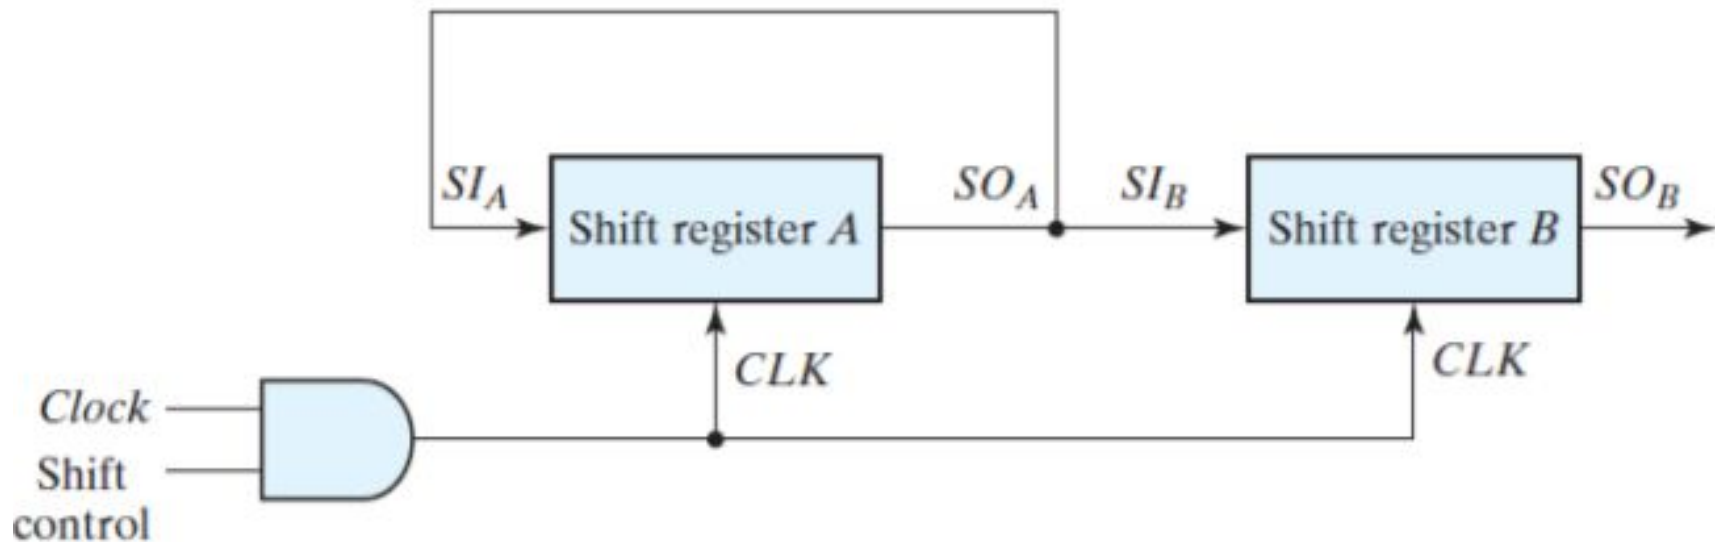 SI_A
Shift register A
SO_A
SI_B
Shift register B
SO_B
CLK
CLK
Clock
Shift
control